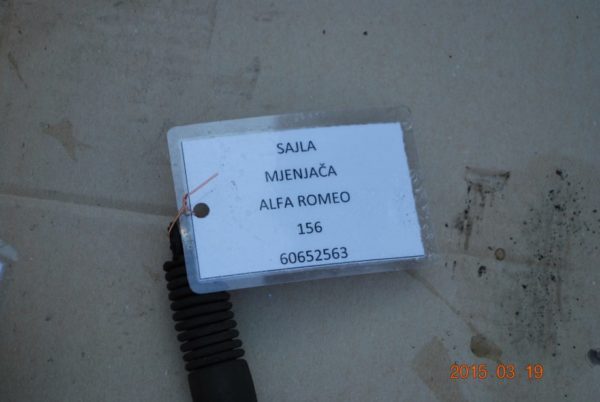 SAJLA
MJENJAČA
ALFA ROMEO
156
60652563
2015. 03. 19